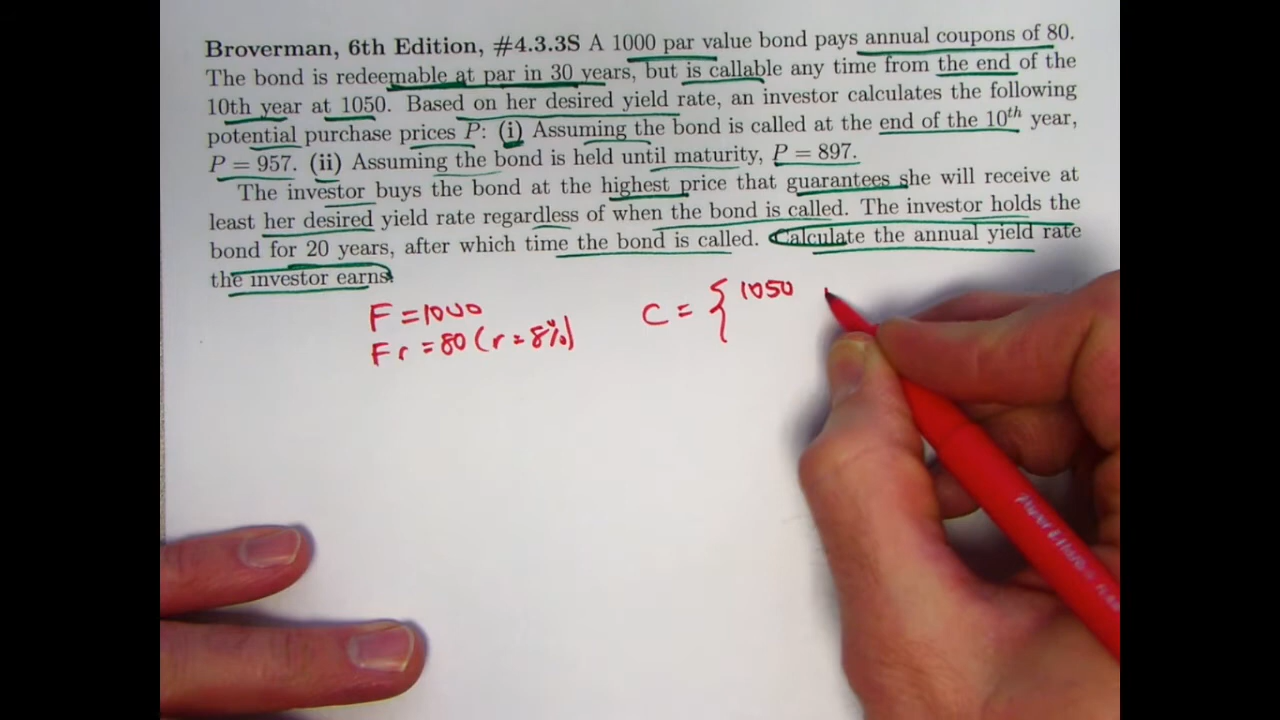 Broverman, 6th Edition, #4.3.3S A 1000 par value bond pays annual coupons of 80.
The bond is redeemable at par in 30 years, but is callable any time from the end of the
10th year at 1050. Based on her desired yield rate, an investor calculates the following
potential purchase prices P: (i) Assuming the bond is called at the end of the 10th year,
P = 957. (ii) Assuming the bond is held until maturity, P = 897.
The investor buys the bond at the highest price that guarantees she will receive at
least her desired yield rate regardless of when the bond is called. The investor holds the
bond for 20 years, after which time the bond is called. Calculate the annual yield rate
the investor earns.
F = 1000
C = { 1050
Fr = 80 (r = 8%)